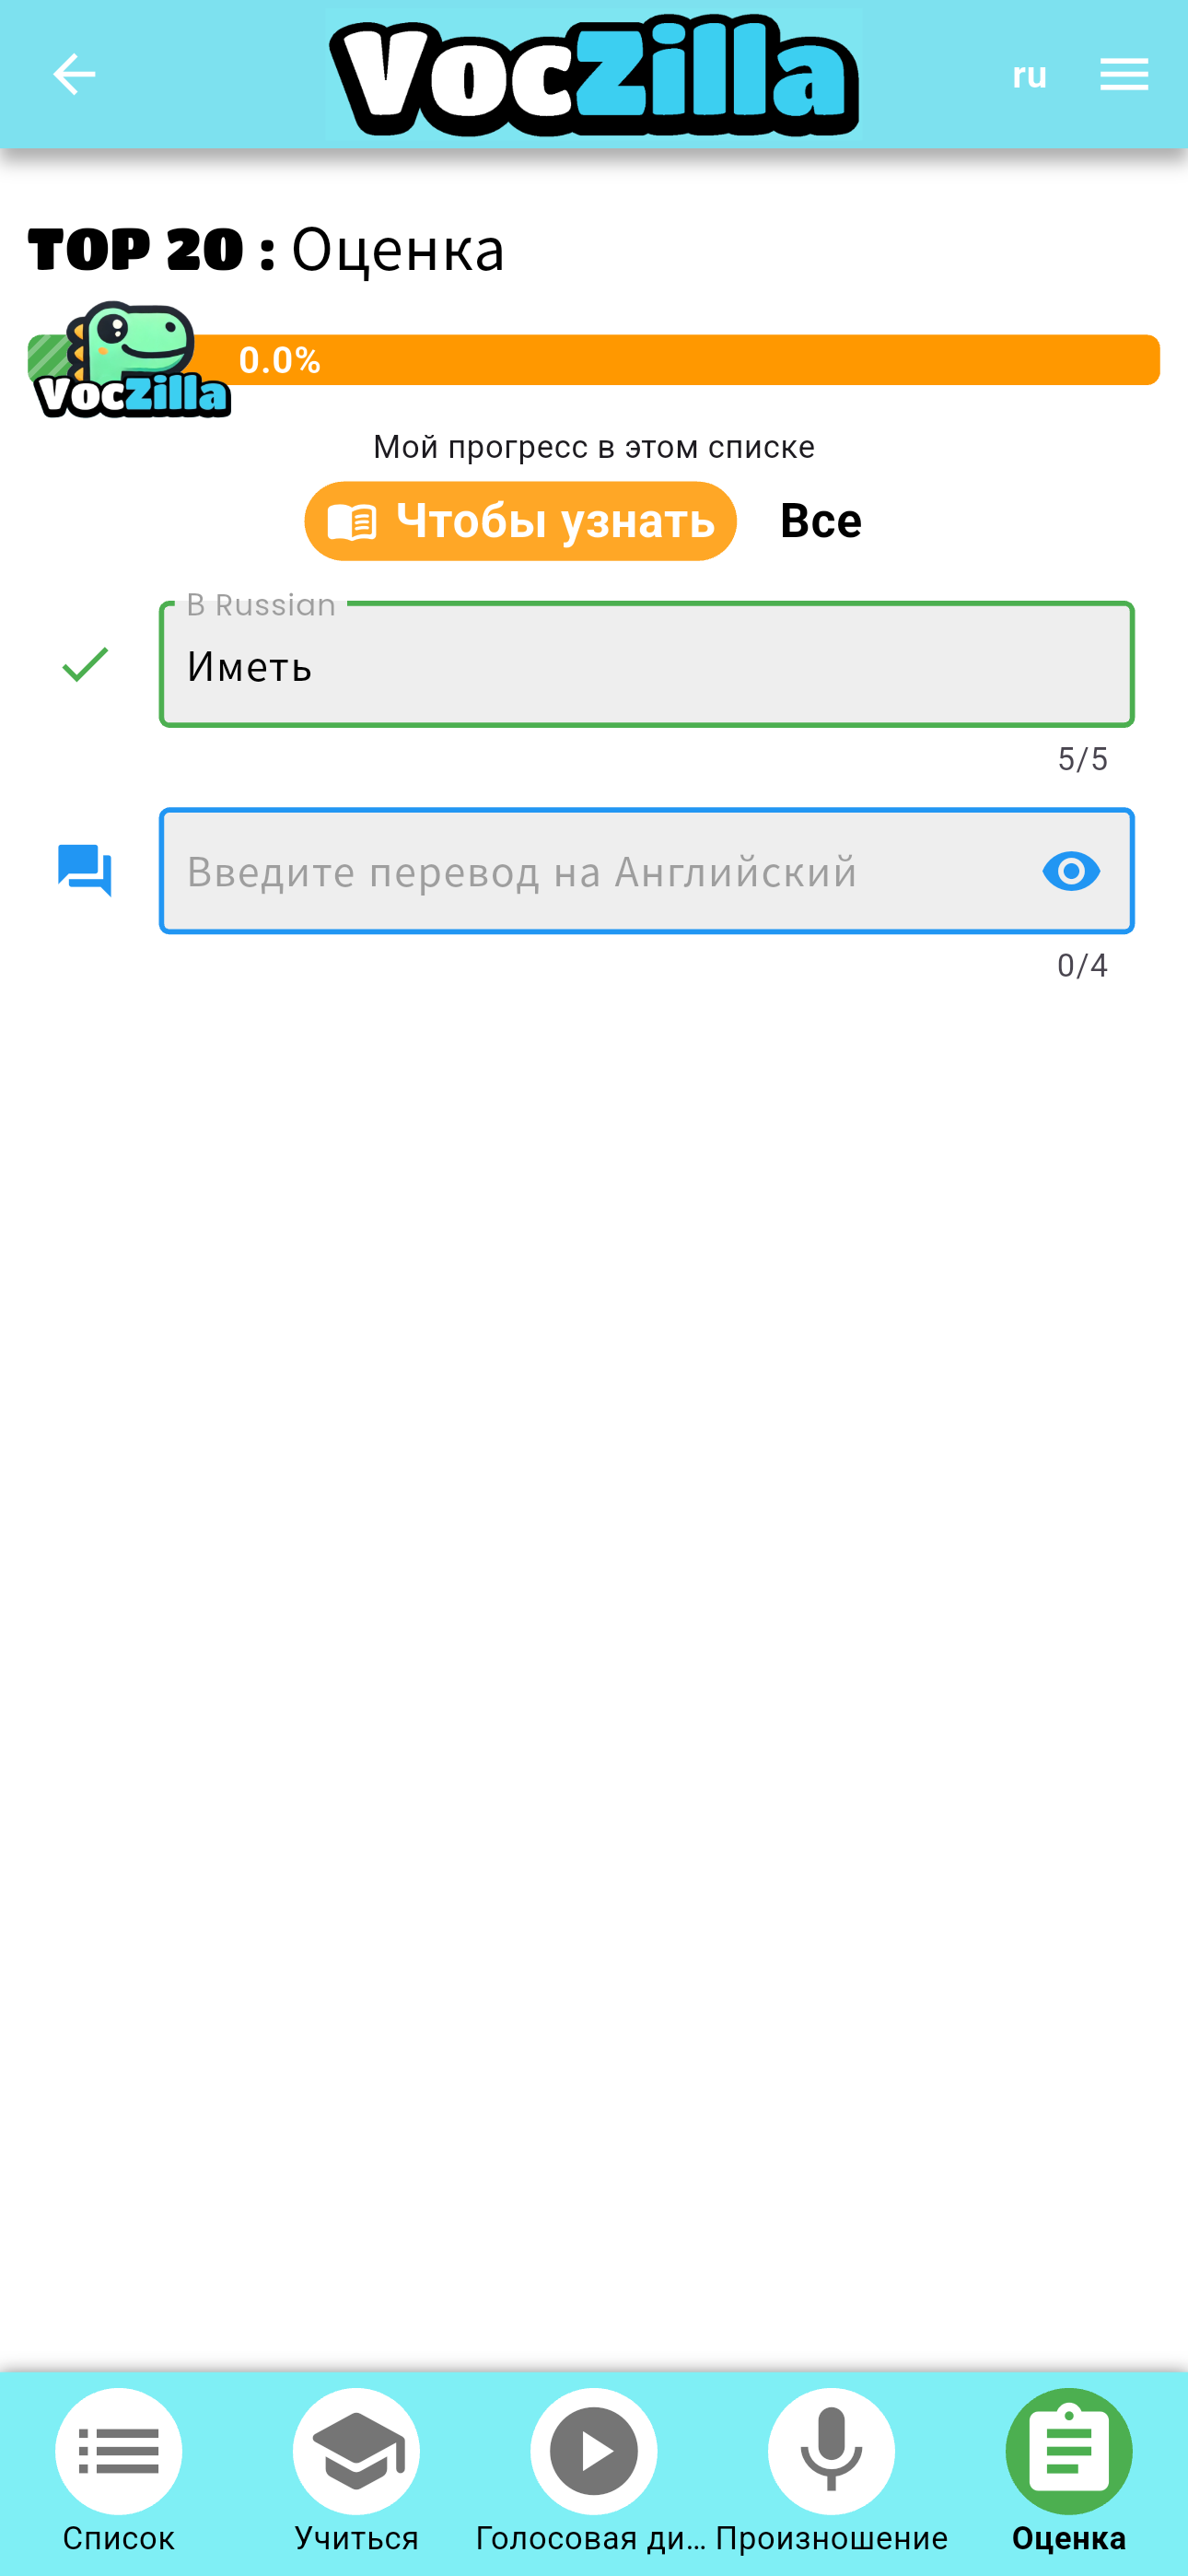 VocZilla
ru
TOP 20 : Оценка
VocZilla
0.0%
Мой прогресс в этом списке
Чтобы узнать
Все
В Russian
Иметь
5/5
Введите перевод на Английский
0/4
Список
Учиться
Голосовая ди...
Произношение
Оценка